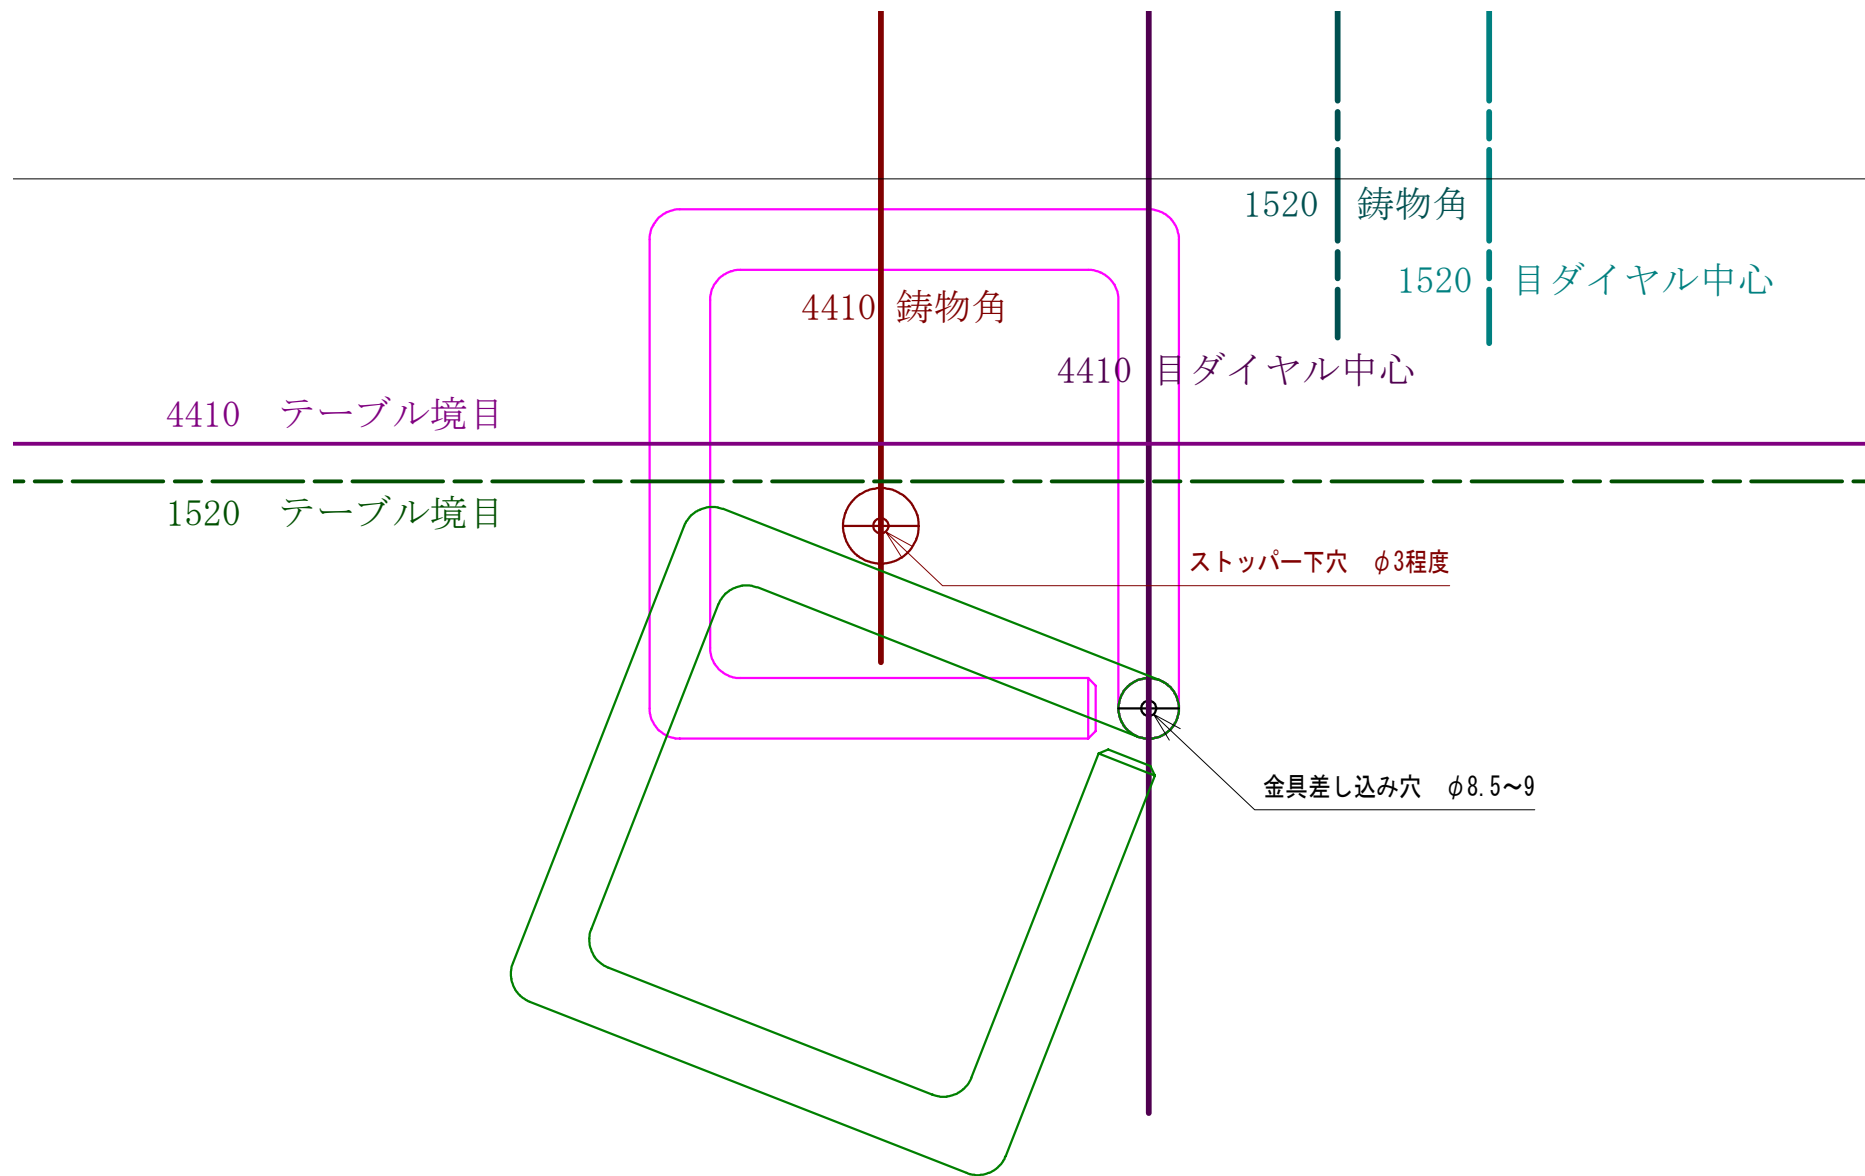 1520 鋳物角
1520 目ダイヤル中心
4410 鋳物角
4410 目ダイヤル中心
4410 テーブル境目
1520 テーブル境目
ストッパー下穴 φ3程度
金具差し込み穴 φ8.5～9